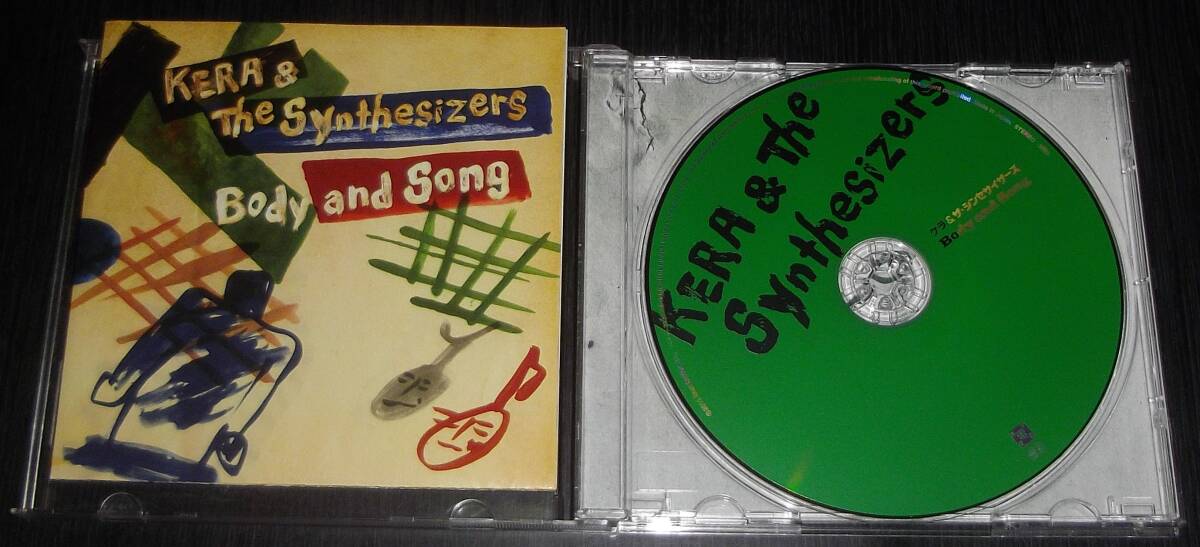 KERA &
The Synthesizers
Body and Song
KERA & The
Synthesizers
ケラ&ザ・シンセサイザーズ
Body and Song
STEREO